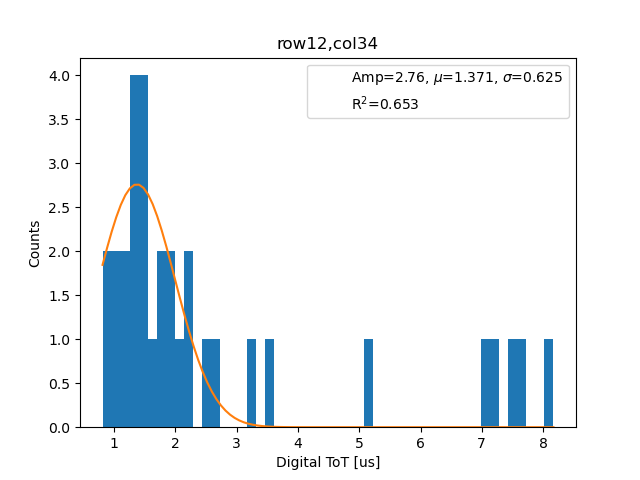 row12,col34
Amp=2.76, μ=1.371, σ=0.625
R²=0.653
Counts
4.0
3.5
3.0
2.5
2.0
1.5
1.0
0.5
0.0
1 2 3 4 5 6 7 8
Digital ToT [us]